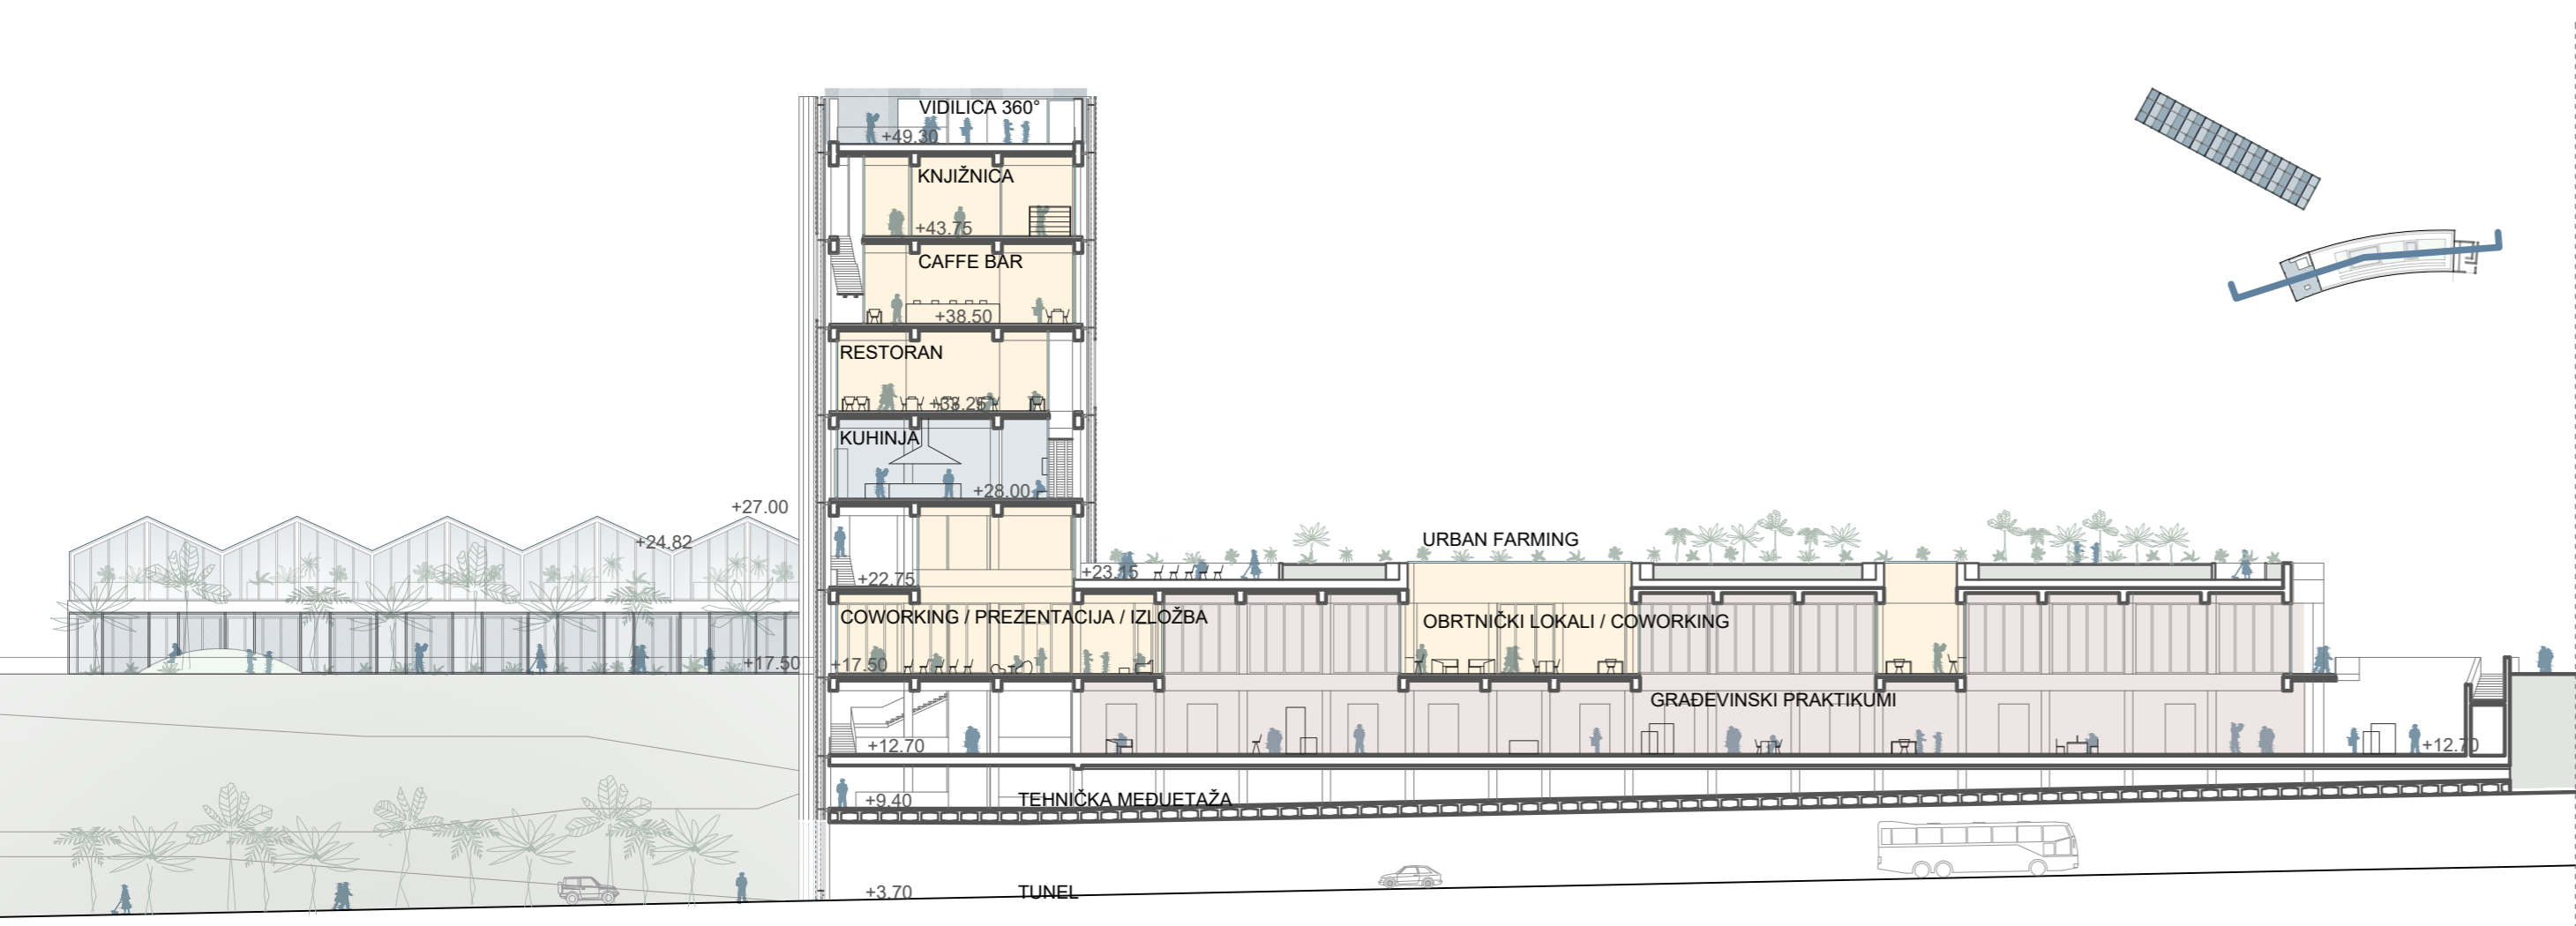 VIDILICA 360°
+49.30
KNJIŽNICA
+43.75
CAFFE BAR
+38.50
RESTORAN
+33.25
KUHINJA
+28.00
+27.00
+24.82
URBAN FARMING
+22.75
+23.15
COWORKING / PREZENTACIJA / IZLOŽBA
OBRTNIČKI LOKALI / COWORKING
+17.50
+17.50
GRAĐEVINSKI PRAKTIKUMI
+12.70
+12.70
+9.40
TEHNIČKA MEĐUETAŽA
+3.70
TUNEL